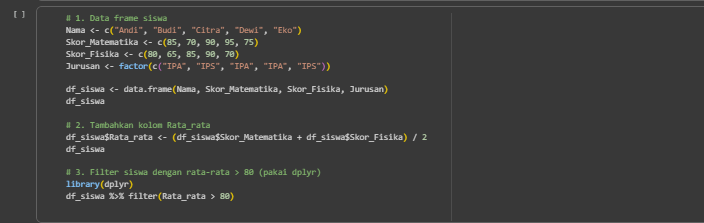 [ ]
# 1. Data frame siswa
Nama <- c("Andi", "Budi", "Citra", "Dewi", "Eko")
Skor_Matematika <- c(85, 70, 90, 95, 75)
Skor_Fisika <- c(80, 65, 85, 90, 70)
Jurusan <- factor(c("IPA", "IPS", "IPA", "IPA", "IPS"))

df_siswa <- data.frame(Nama, Skor_Matematika, Skor_Fisika, Jurusan)
df_siswa

# 2. Tambahkan kolom Rata_rata
df_siswa$Rata_rata <- (df_siswa$Skor_Matematika + df_siswa$Skor_Fisika) / 2
df_siswa

# 3. Filter siswa dengan rata-rata > 80 (pakai dplyr)
library(dplyr)
df_siswa %>% filter(Rata_rata > 80)